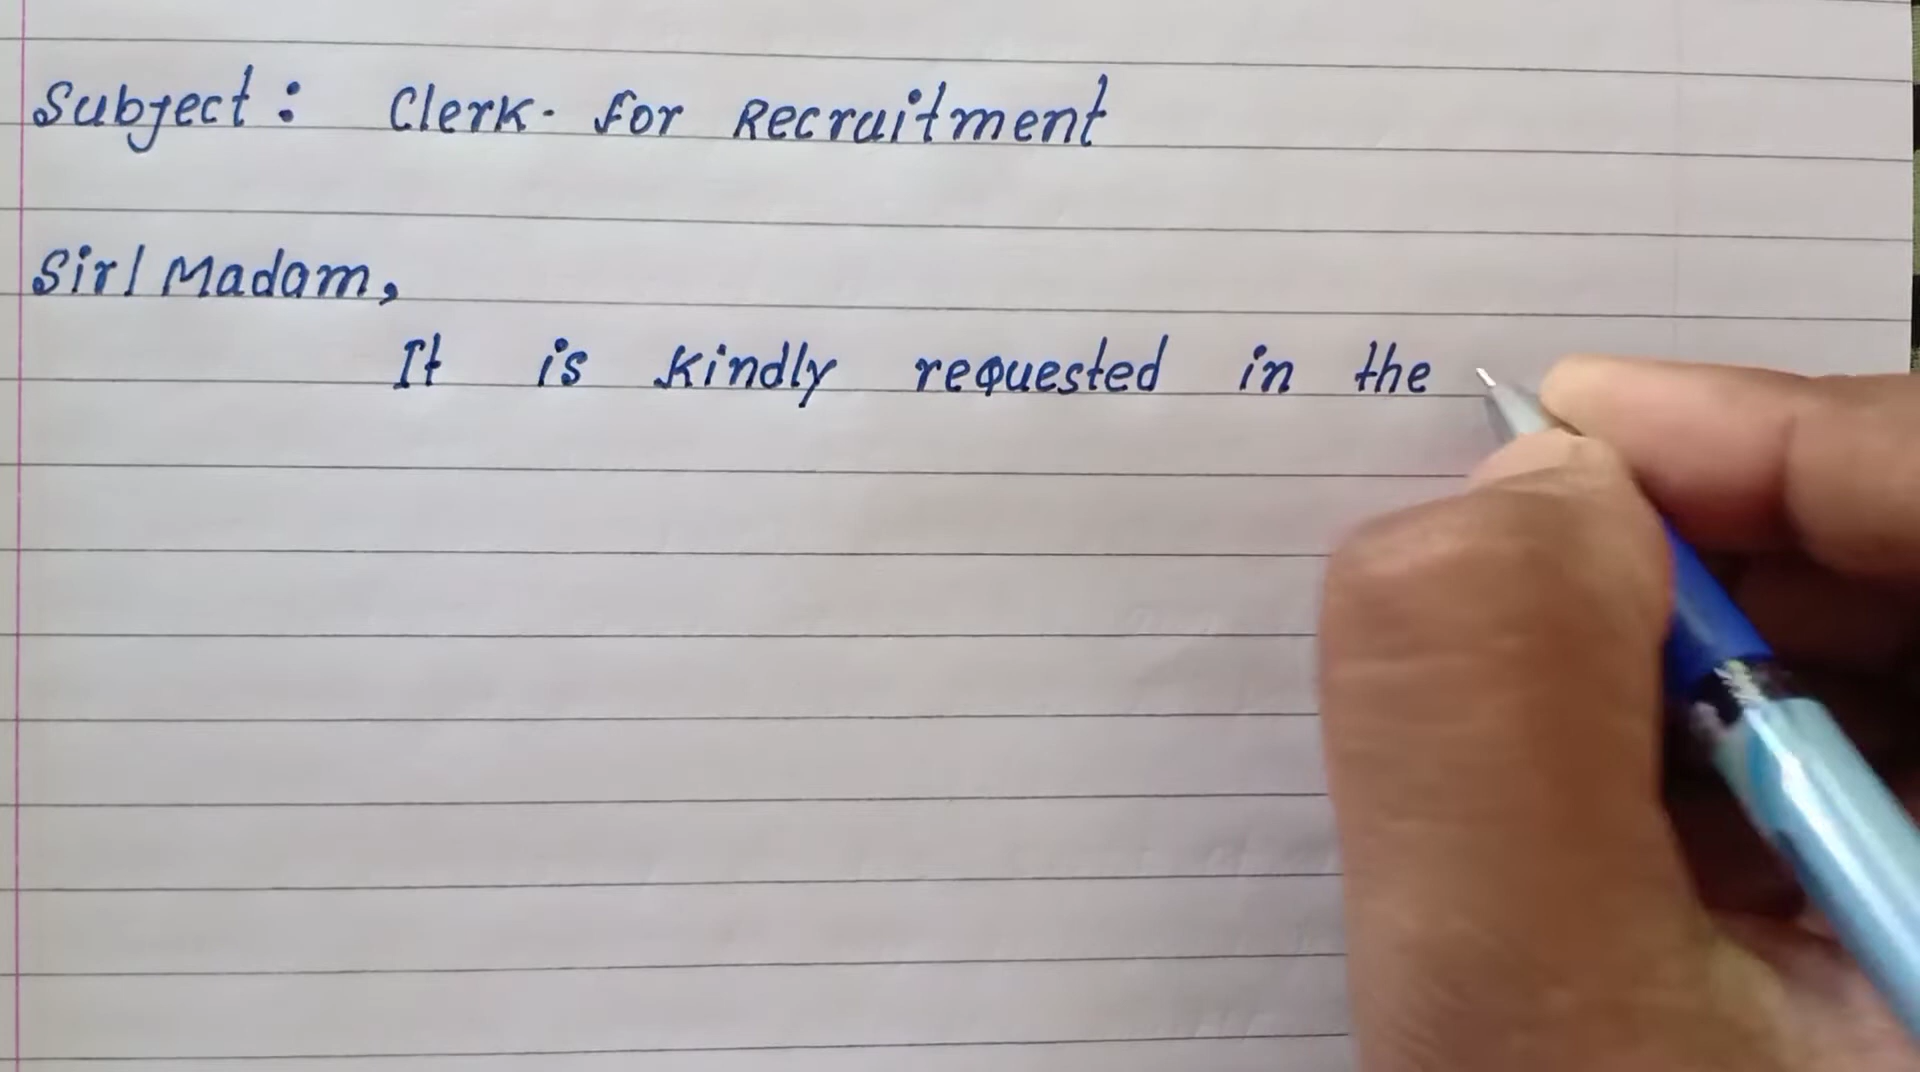 Subject: Clerk. for Recruitment
Sir/Madam,
It is kindly requested in the